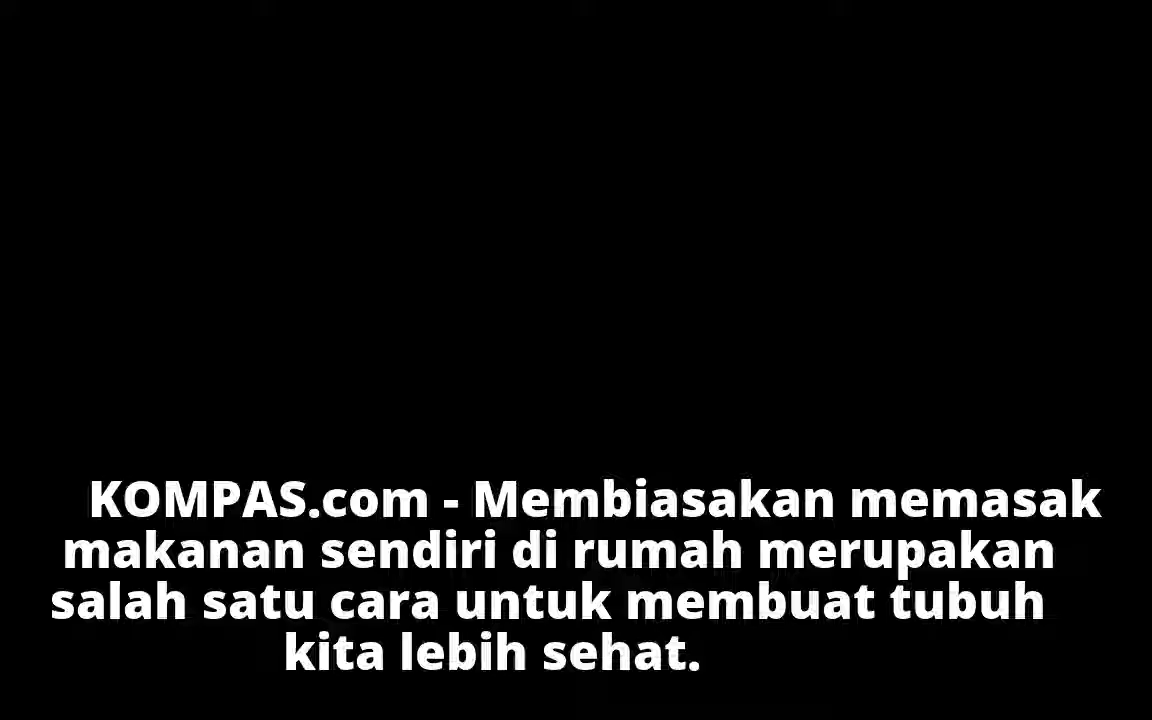 KOMPAS.com - Membiasakan memasak
makanan sendiri di rumah merupakan
salah satu cara untuk membuat tubuh
kita lebih sehat.